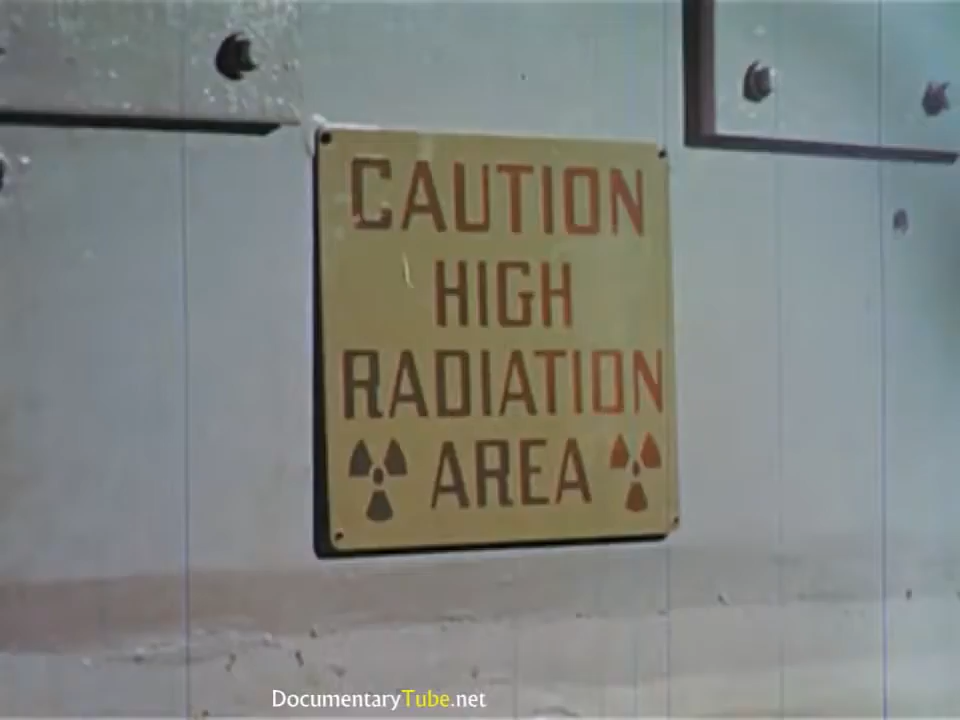 CAUTION
HIGH
RADIATION
AREA
DocumentaryTube.net